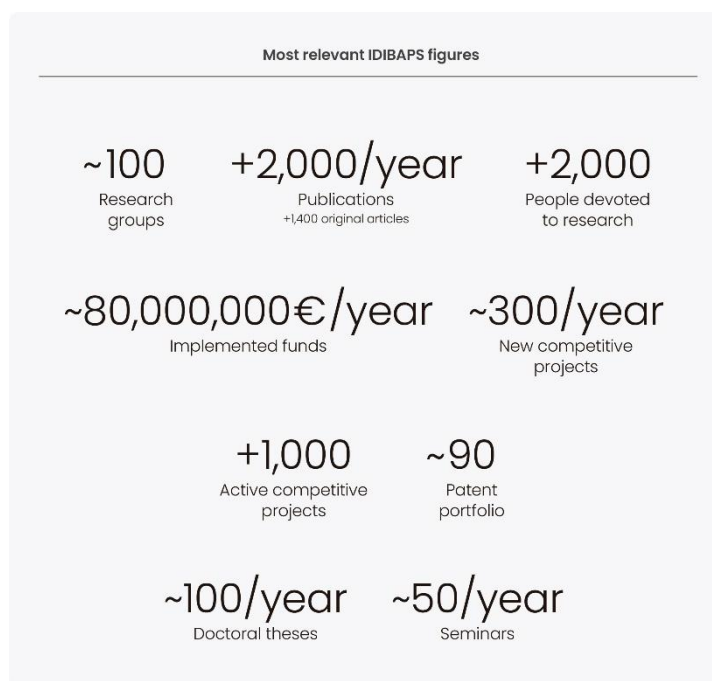 Most relevant IDIBAPS figures
~100
Research
groups
+2,000/year
Publications
+1,400 original articles
+2,000
People devoted
to research
~80,000,000€/year
Implemented funds
~300/year
New competitive
projects
+1,000
Active competitive
projects
~90
Patent
portfolio
~100/year
Doctoral theses
~50/year
Seminars